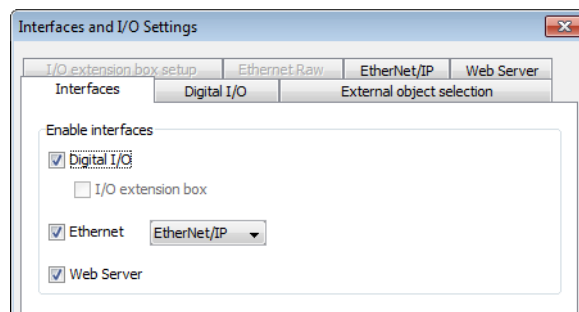 Interfaces and I/O Settings
I/O extension box setup Ethernet Raw EtherNet/IP Web Server
Interfaces Digital I/O External object selection
Enable interfaces
Digital I/O
I/O extension box
Ethernet EtherNet/IP
Web Server